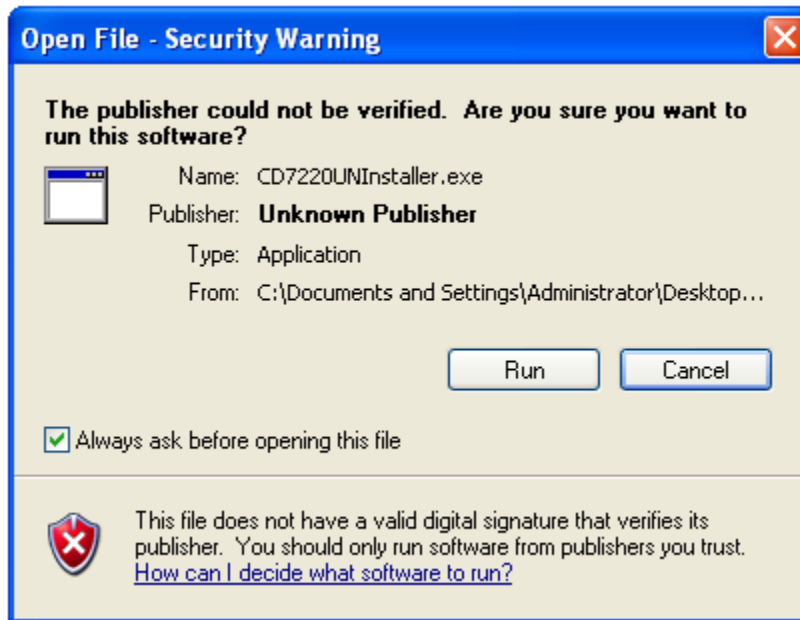 Open File - Security Warning
The publisher could not be verified. Are you sure you want to
run this software?
Name: CD7220UNInstaller.exe
Publisher: Unknown Publisher
Type: Application
From: C:\Documents and Settings\Administrator\Desktop...
Run Cancel
Always ask before opening this file
This file does not have a valid digital signature that verifies its
publisher. You should only run software from publishers you trust.
How can I decide what software to run?